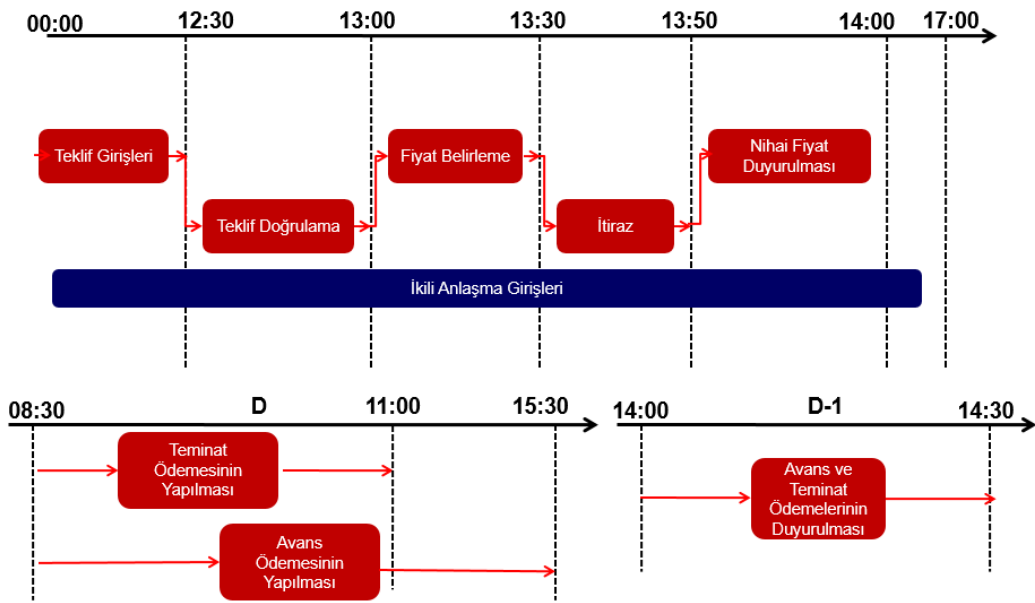 00:00 12:30 13:00 13:30 13:50 14:00 17:00
Teklif Girişleri
Teklif Doğrulama
Fiyat Belirleme
İtiraz
Nihai Fiyat
Duyurulması
İkili Anlaşma Girişleri
08:30 D 11:00 15:30
Teminat
Ödemesinin
Yapılması
Avans
Ödemesinin
Yapılması
14:00 D-1 14:30
Avans ve
Teminat
Ödemelerinin
Duyurulması